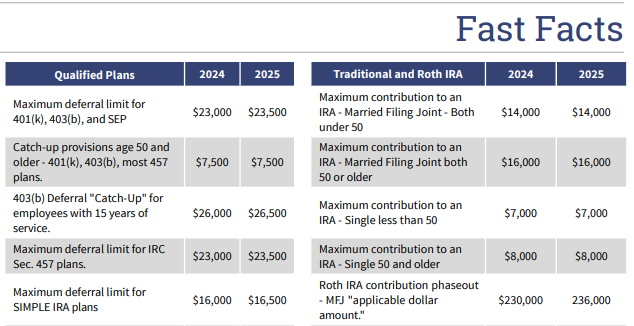 Fast Facts
Qualified Plans 2024 2025
Maximum deferral limit for
401(k), 403(b), and SEP $23,000 $23,500
Catch-up provisions age 50 and
older - 401(k), 403(b), most 457 $7,500 $7,500
plans.
403(b) Deferral "Catch-Up" for
employees with 15 years of $26,000 $26,500
service.
Maximum deferral limit for IRC
Sec. 457 plans. $23,000 $23,500
Maximum deferral limit for
SIMPLE IRA plans $16,000 $16,500
Traditional and Roth IRA 2024 2025
Maximum contribution to an
IRA - Married Filing Joint - Both $14,000 $14,000
under 50
Maximum contribution to an
IRA - Married Filing Joint both $16,000 $16,000
50 or older
Maximum contribution to an
IRA - Single less than 50 $7,000 $7,000
Maximum contribution to an
IRA - Single 50 and older $8,000 $8,000
Roth IRA contribution phaseout
- MFJ "applicable dollar $230,000 236,000
amount."